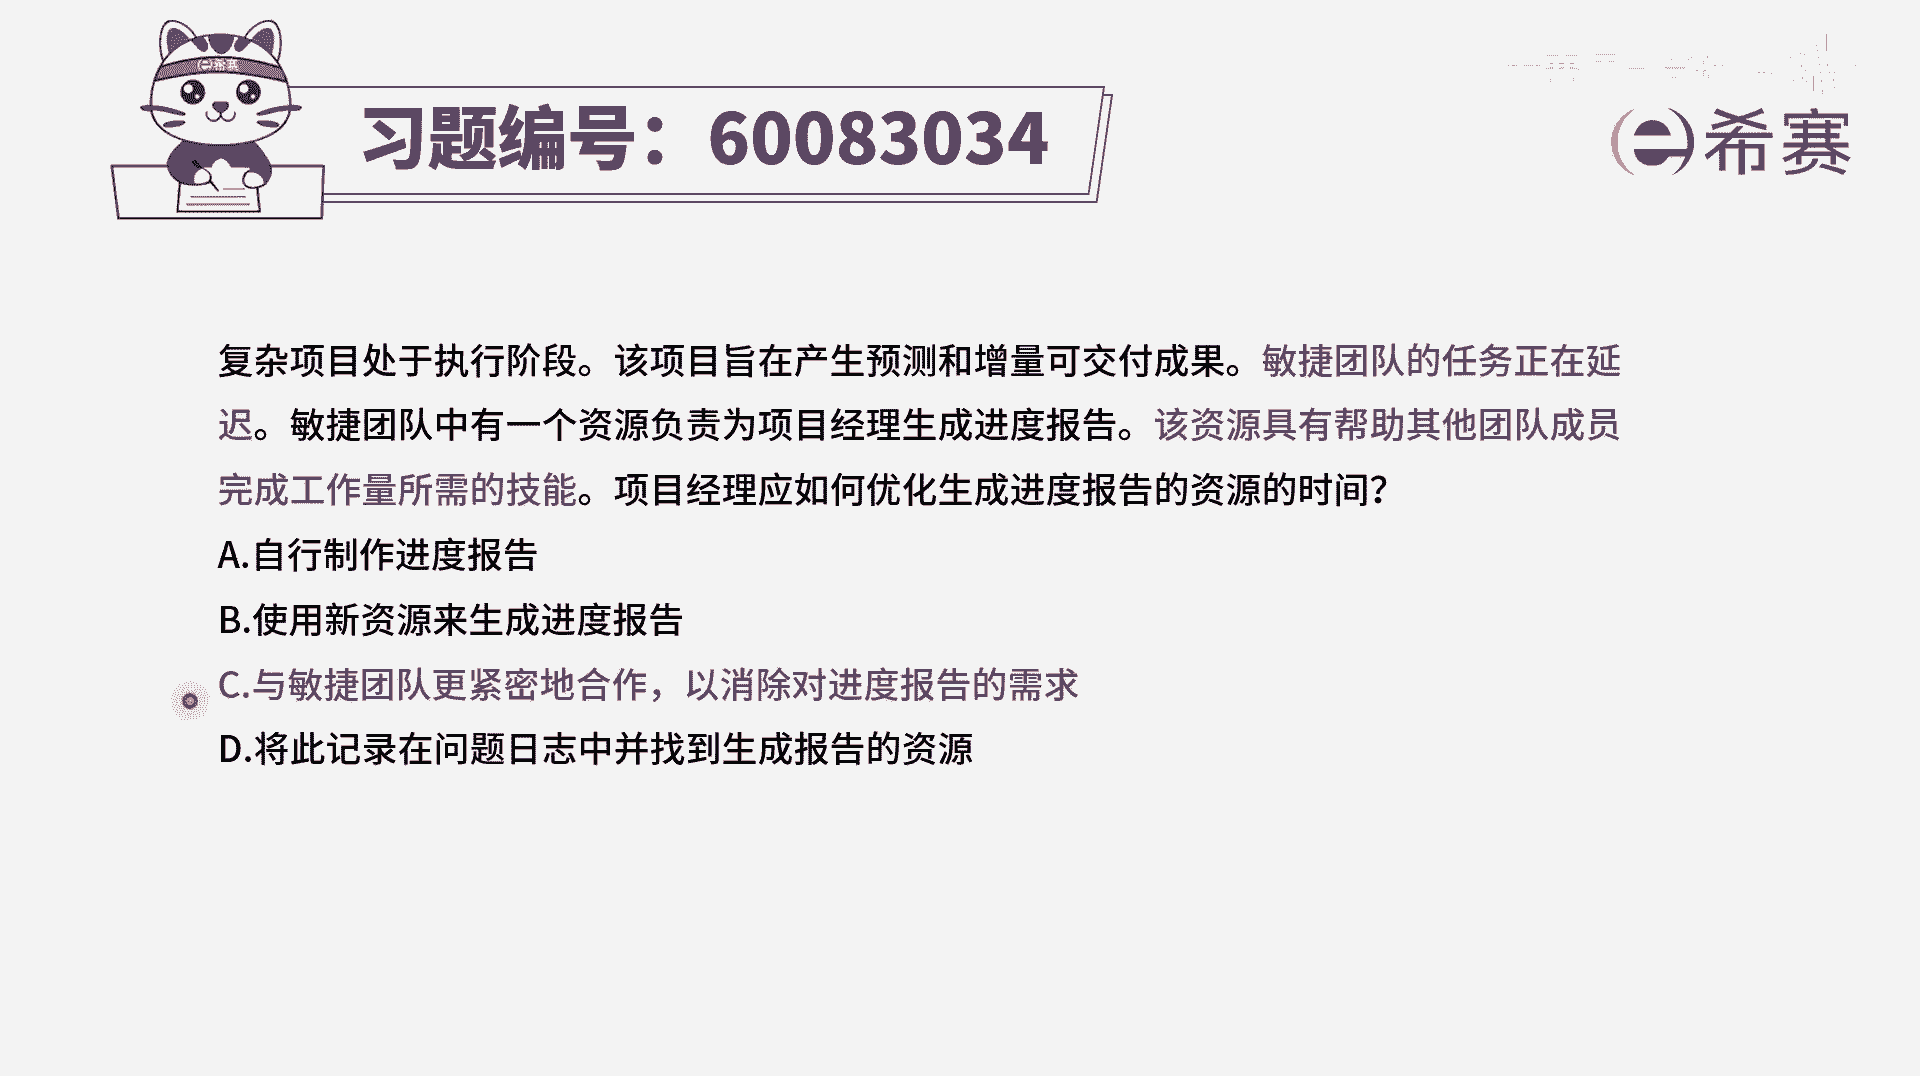 希赛
习题编号：60083034
希赛
复杂项目处于执行阶段。该项目旨在产生预测和增量可交付成果。敏捷团队的任务正在延
迟。敏捷团队中有一个资源负责为项目经理生成进度报告。该资源具有帮助其他团队成员
完成工作量所需的技能。项目经理应如何优化生成进度报告的资源的时间？
A.自行制作进度报告
B.使用新资源来生成进度报告
C.与敏捷团队更紧密地合作，以消除对进度报告的需求
D.将此记录在问题日志中并找到生成报告的资源